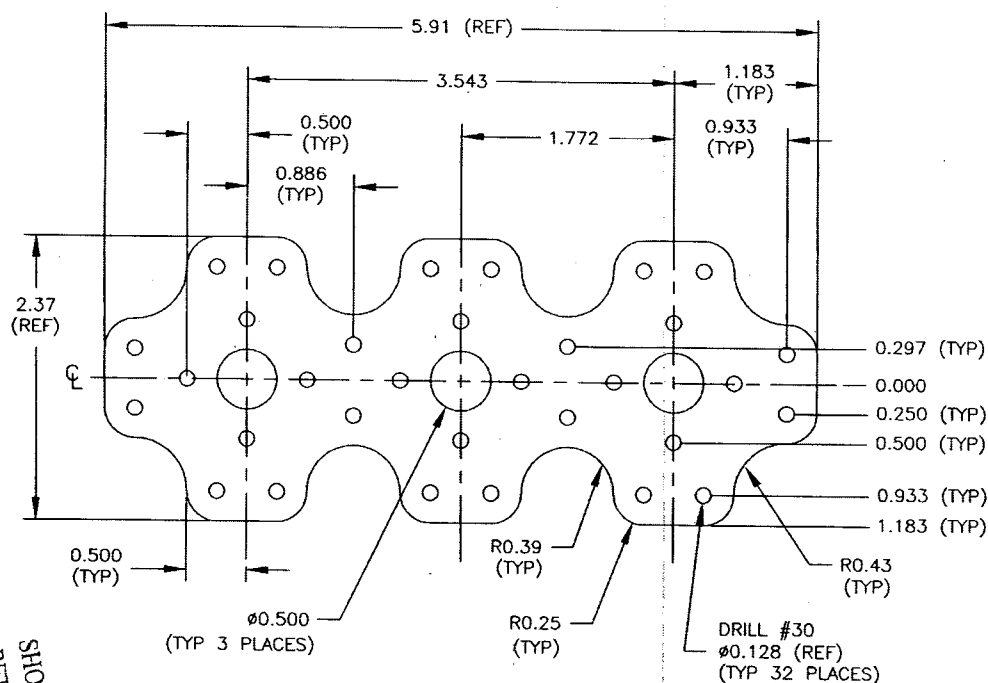 5.91 (REF)
3.543
1.183
(TYP)
0.500
(TYP)
1.772
0.933
(TYP)
0.886
(TYP)
2.37
(REF)
0.297 (TYP)
℄
0.000
0.250 (TYP)
0.500 (TYP)
0.933 (TYP)
1.183 (TYP)
0.500
(TYP)
R0.39
(TYP)
R0.43
(TYP)
ø0.500
(TYP 3 PLACES)
R0.25
(TYP)
DRILL #30
ø0.128 (REF)
(TYP 32 PLACES)